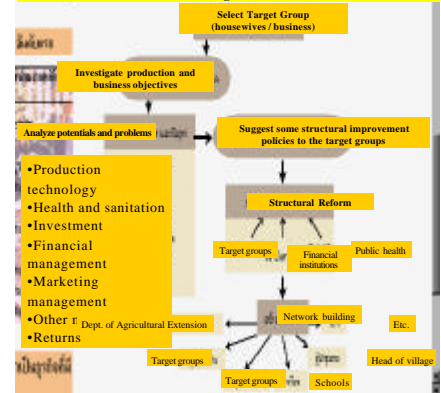 Select Target Group
(housewives / business)
Investigate production and
business objectives
Analyze potentials and problems
Suggest some structural improvement
policies to the target groups
•Production
technology
•Health and sanitation
•Investment
•Financial
management
•Marketing
management
•Other
•Returns
Structural Reform
Target groups
Financial
institutions
Public health
Network building
Dept. of Agricultural Extension
Etc.
Target groups
Head of village
Target groups
Schools